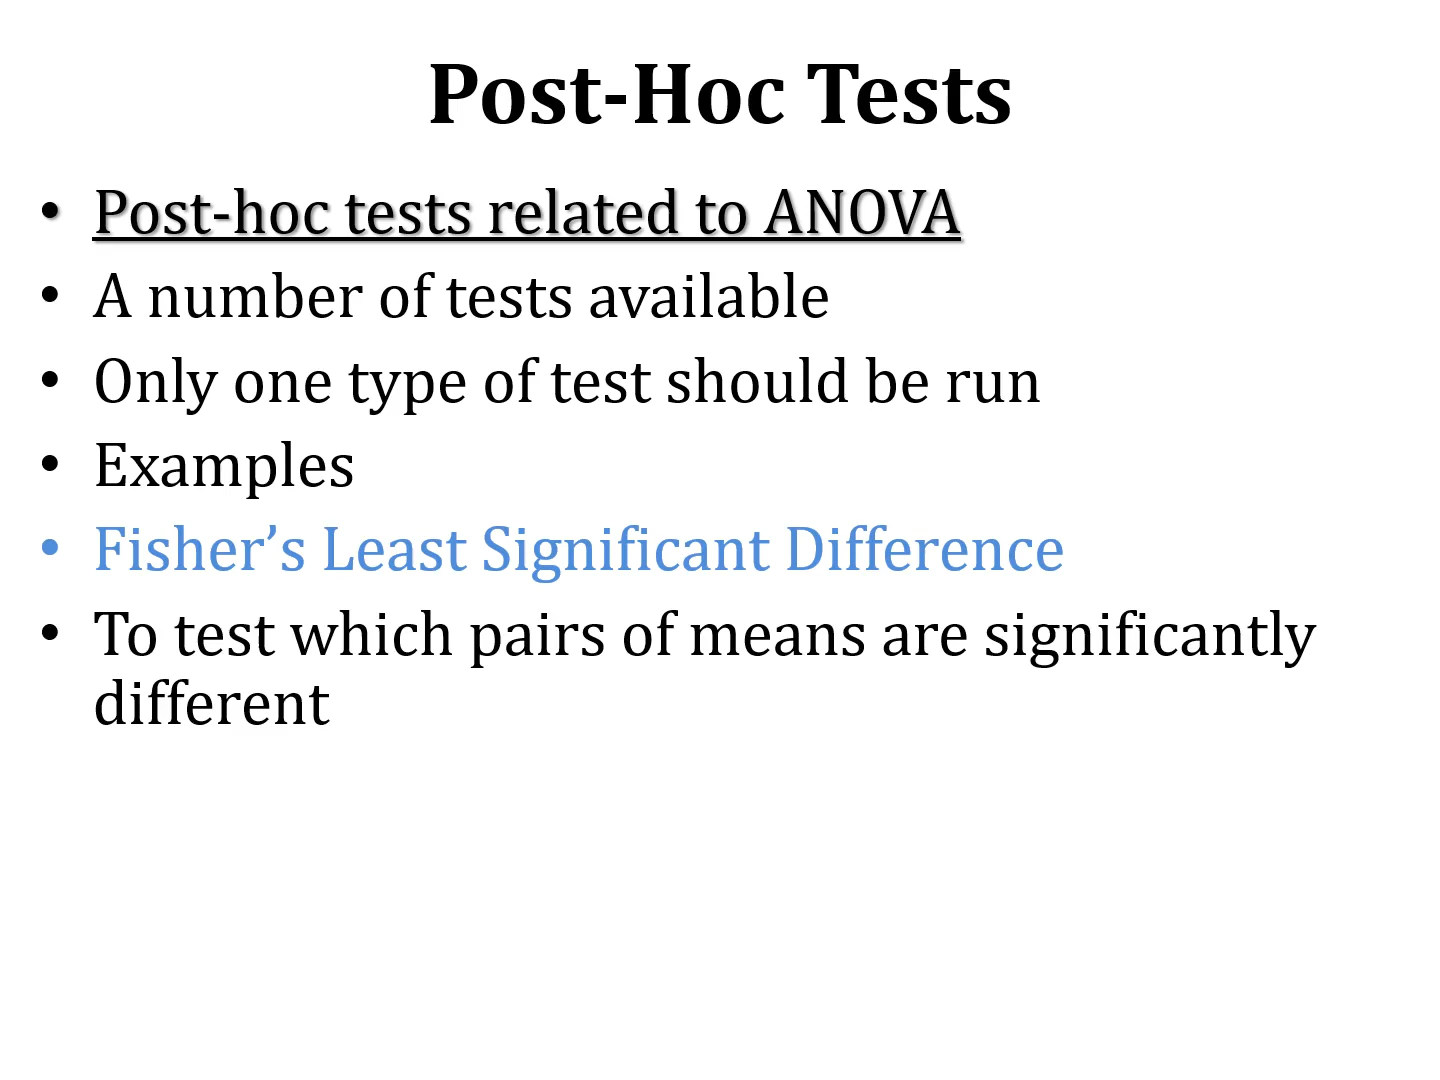 Post-Hoc Tests
• Post-hoc tests related to ANOVA
• A number of tests available
• Only one type of test should be run
• Examples
• Fisher’s Least Significant Difference
• To test which pairs of means are significantly
different